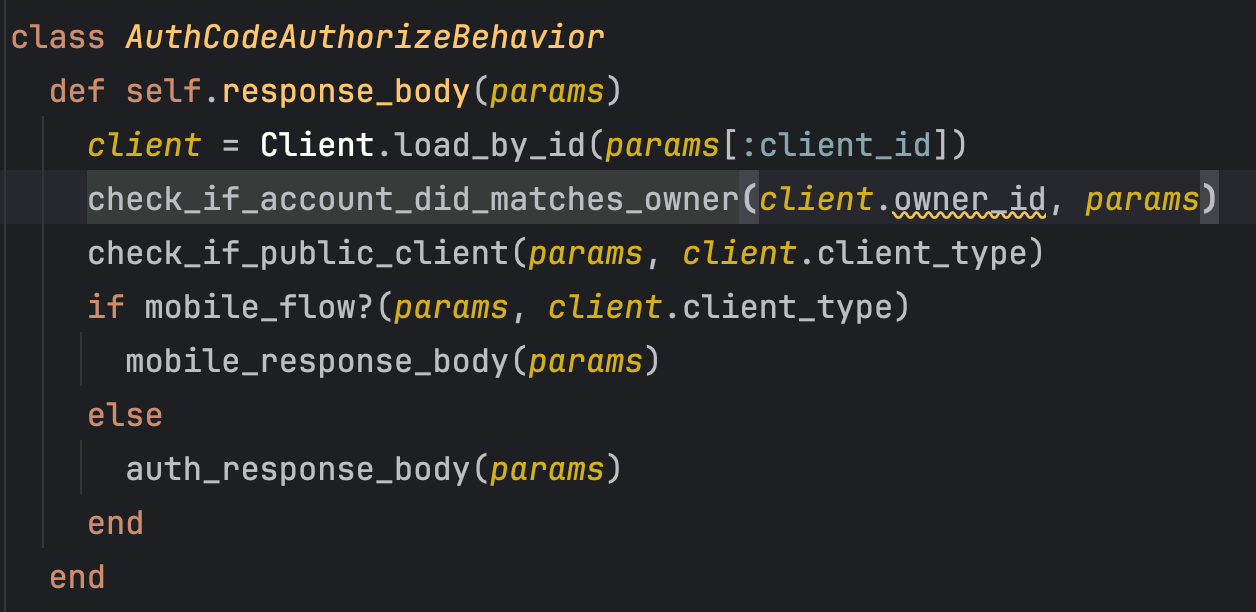 class AuthCodeAuthorizeBehavior
  def self.response_body(params)
    client = Client.load_by_id(params[:client_id])
    check_if_account_did_matches_owner(client.owner_id, params)
    check_if_public_client(params, client.client_type)
    if mobile_flow?(params, client.client_type)
      mobile_response_body(params)
    else
      auth_response_body(params)
    end
  end